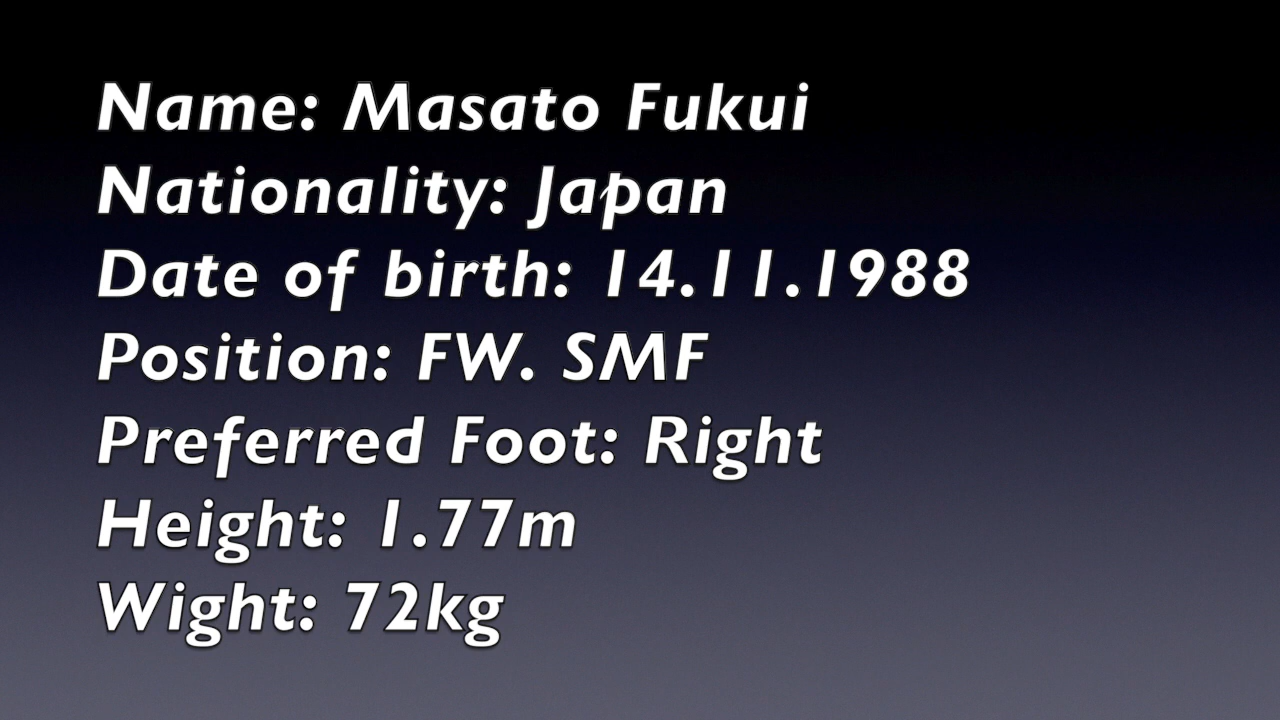 Name: Masato Fukui
Nationality: Japan
Date of birth: 14.11.1988
Position: FW. SMF
Preferred Foot: Right
Height: 1.77m
Wight: 72kg